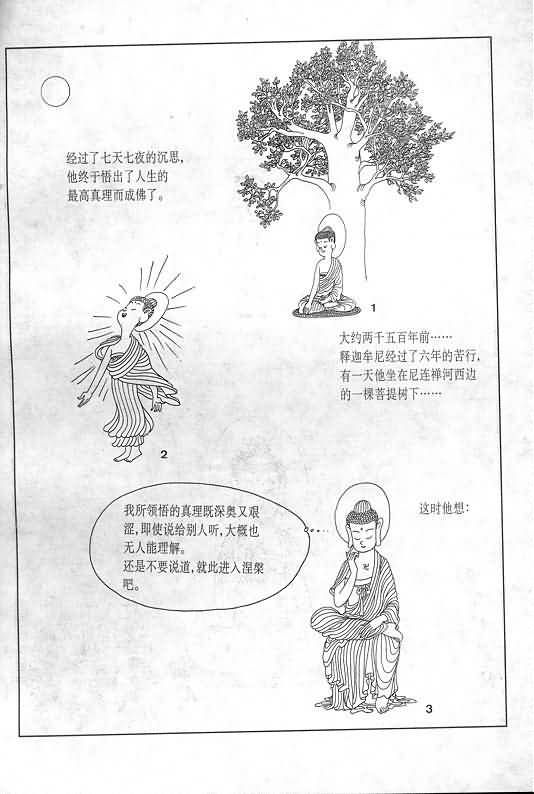 大约两千五百年前……
释迦牟尼经过了六年的苦行，
有一天他坐在尼连禅河西边
的一棵菩提树下……
1
经过了七天七夜的沉思，
他终于悟出了人生的
最高真理而成佛了。
2
这时他想：
我所领悟的真理既深奥又艰
涩，即使说给别人听，大概也
无人能理解。
还是不要说道，就此进入涅槃
吧。
3